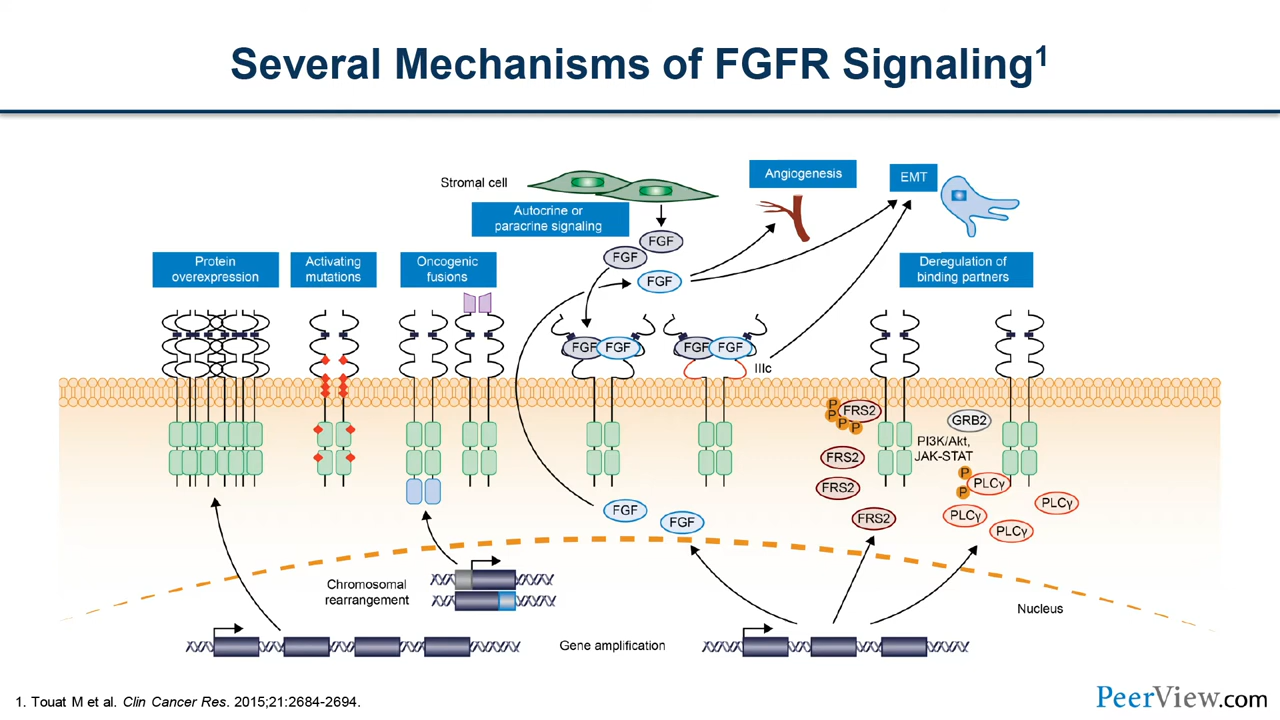 Several Mechanisms of FGFR Signaling1
Stromal cell
Autocrine or
paracrine signaling
Angiogenesis
EMT
FGF
FGF
FGF
Protein
overexpression
Activating
mutations
Oncogenic
fusions
Deregulation of
binding partners
FGF
FGF
FGF
FGF
IIIc
P
P
P
P
FRS2
FRS2
FRS2
FRS2
GRB2
PI3K/Akt,
JAK-STAT
P
P
PLCγ
PLCγ
PLCγ
PLCγ
FGF
FGF
Chromosomal
rearrangement
Nucleus
Gene amplification
1. Touat M et al. Clin Cancer Res. 2015;21:2684-2694.
PeerView.com